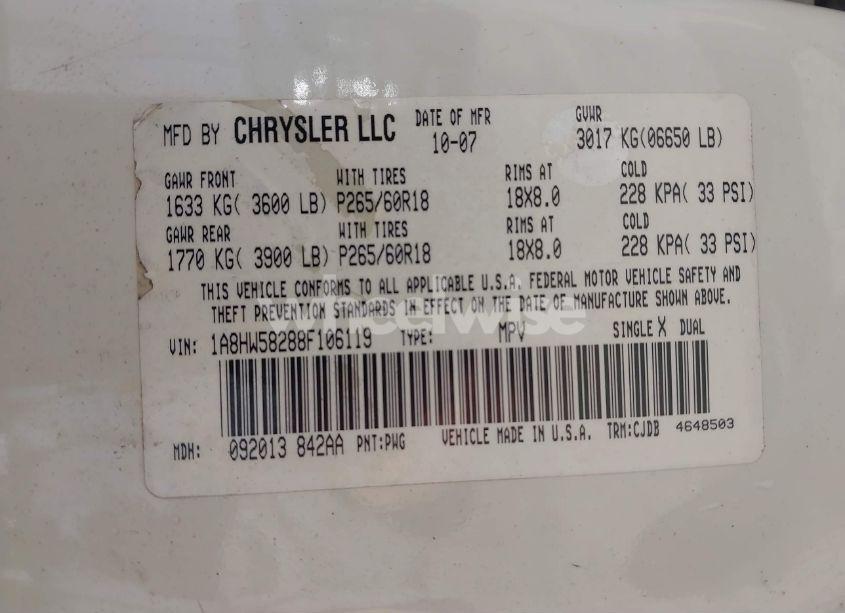 MFD BY CHRYSLER LLC DATE OF MFR 10-07 GVWR 3017 KG(06650 LB)
GAWR FRONT WITH TIRES RIMS AT COLD
1633 KG( 3600 LB) P265/60R18 18X8.0 228 KPA( 33 PSI)
GAWR REAR WITH TIRES RIMS AT COLD
1770 KG( 3900 LB) P265/60R18 18X8.0 228 KPA( 33 PSI)
THIS VEHICLE CONFORMS TO ALL APPLICABLE U.S.A. FEDERAL MOTOR VEHICLE SAFETY AND
THEFT PREVENTION STANDARDS IN EFFECT ON THE DATE OF MANUFACTURE SHOWN ABOVE.
wheelwise
VIN: 1A8HW58288F106119 TYPE: MPV SINGLE X DUAL
MDH: 092013 842AA PNT:PWG VEHICLE MADE IN U.S.A. TRM:CJDB 4648503